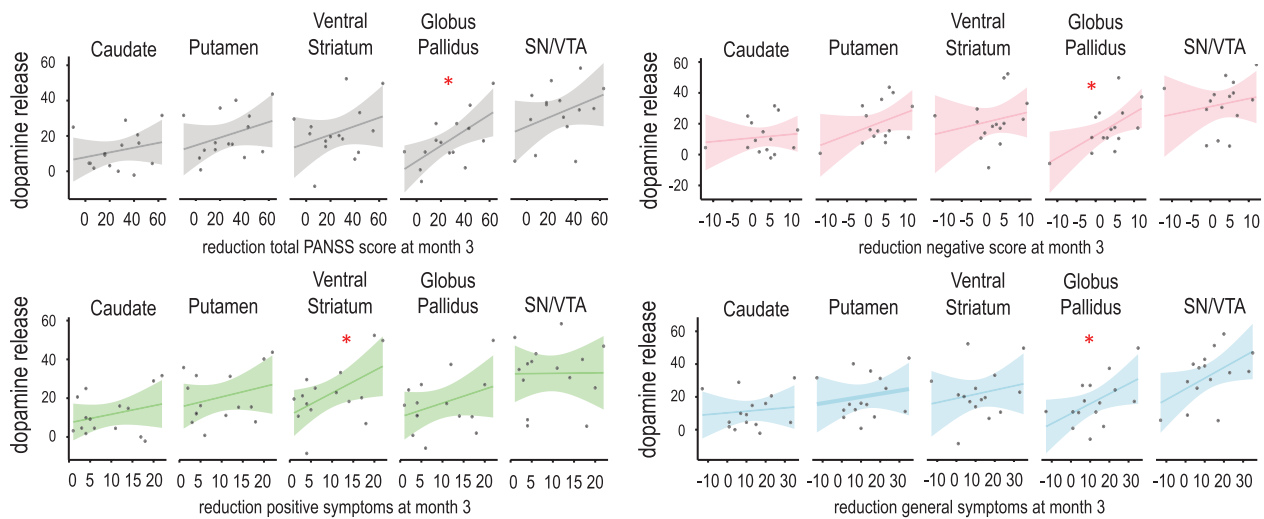 Caudate Putamen Ventral Striatum Globus Pallidus SN/VTA
dopamine release
60
40
20
0
*
0 20 40 60 0 20 40 60 0 20 40 60 0 20 40 60 0 20 40 60
reduction total PANSS score at month 3
Caudate Putamen Ventral Striatum Globus Pallidus SN/VTA
dopamine release
60
40
20
0
-20
*
-10 -5 0 5 10 -10 -5 0 5 10 -10 -5 0 5 10 -10 -5 0 5 10 -10 -5 0 5 10
reduction negative score at month 3
Caudate Putamen Ventral Striatum Globus Pallidus SN/VTA
dopamine release
60
40
20
0
*
0 5 10 15 20 0 5 10 15 20 0 5 10 15 20 0 5 10 15 20 0 5 10 15 20
reduction positive symptoms at month 3
Caudate Putamen Ventral Striatum Globus Pallidus SN/VTA
dopamine release
60
40
20
0
*
-10 0 10 20 30 -10 0 10 20 30 -10 0 10 20 30 -10 0 10 20 30 -10 0 10 20 30
reduction general symptoms at month 3